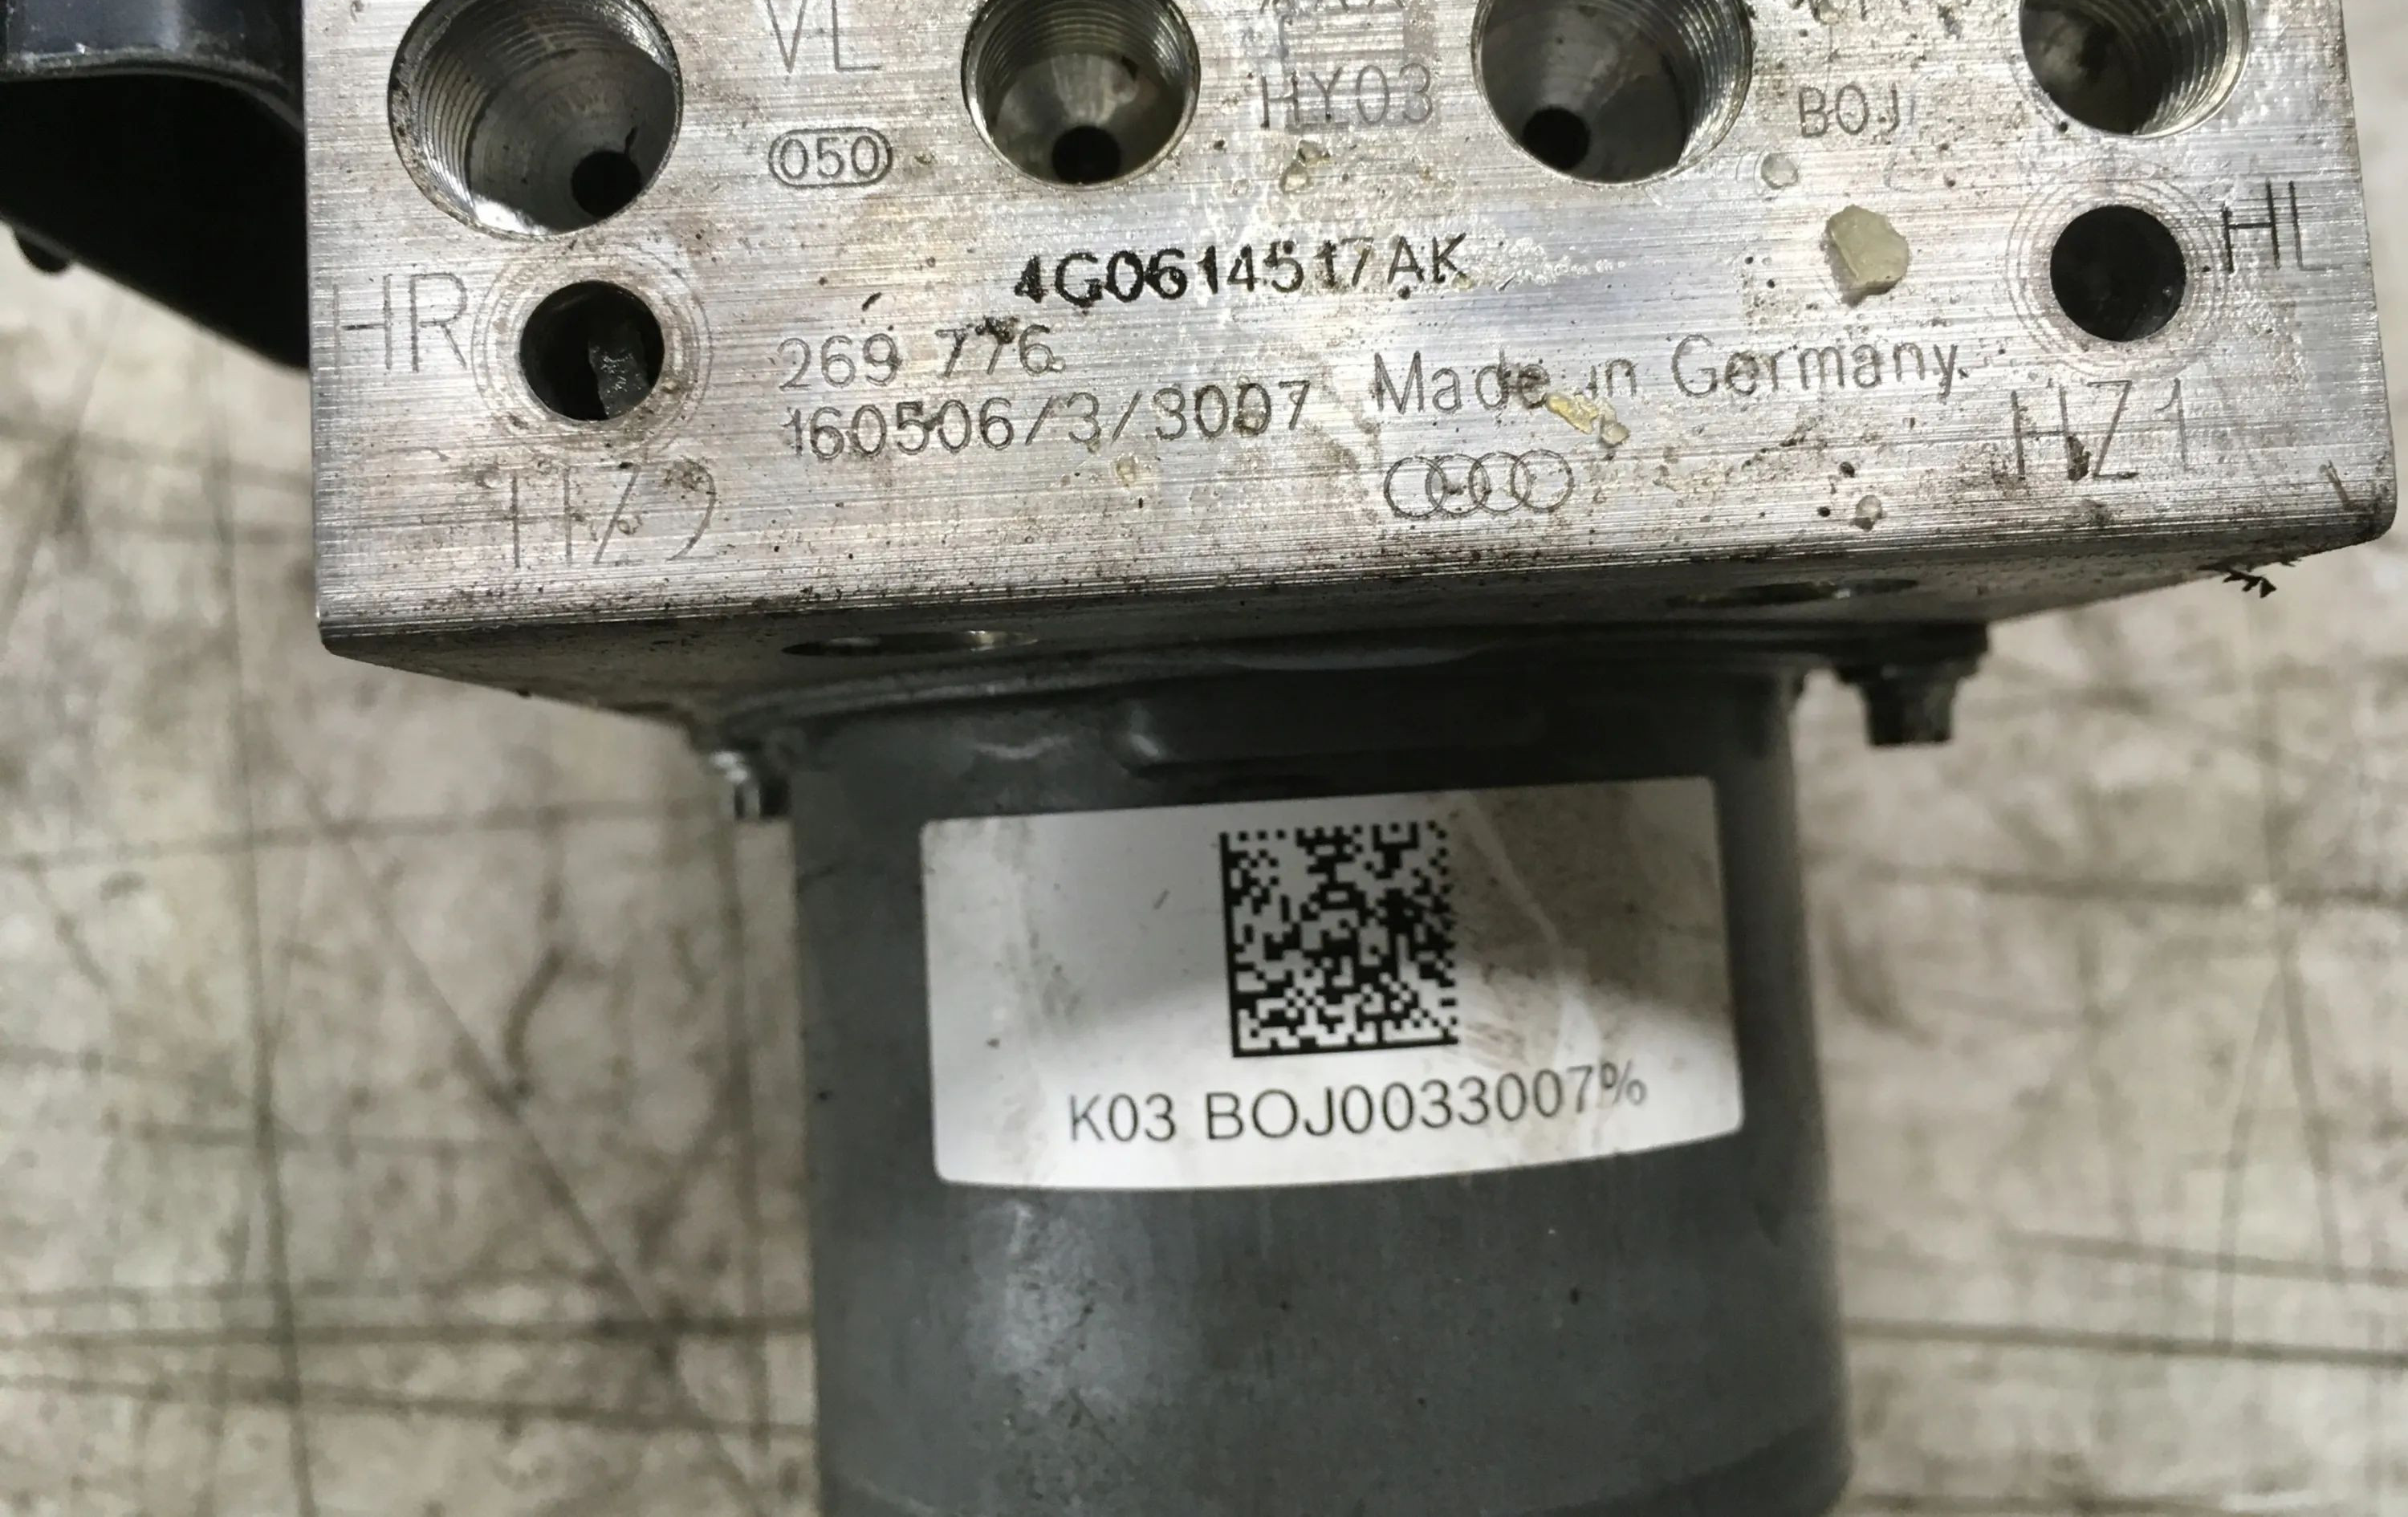 VL
HY03
BOJ
050
HL
4G0614517AK
HR
269 776
Made in Germany
160506/3/3007
HZ1
HZ2
K03 BOJ0033007%